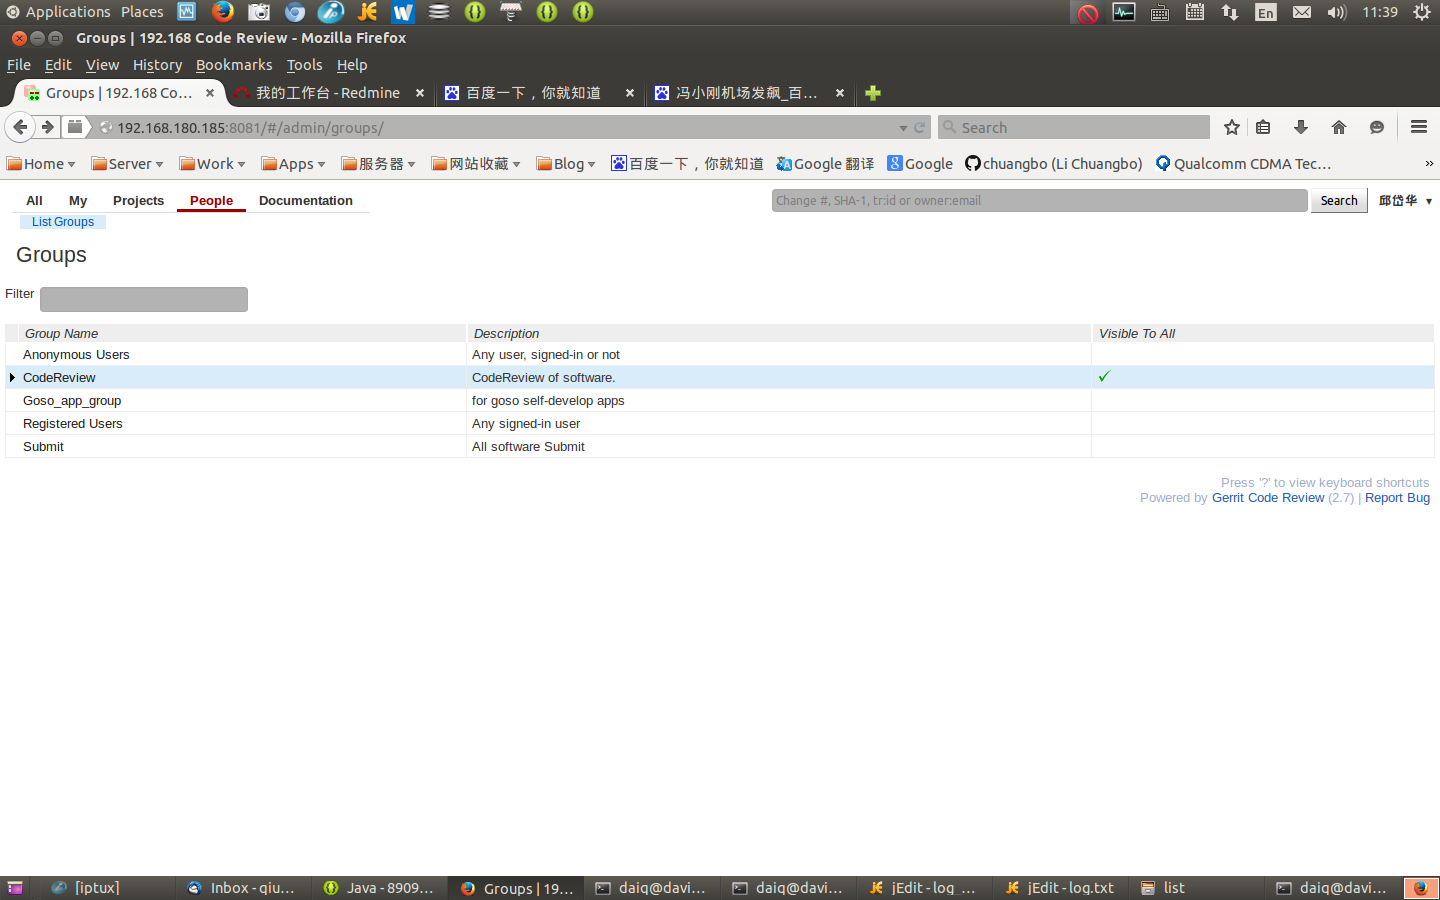 Applications Places En 11:39
Groups | 192.168 Code Review - Mozilla Firefox
File Edit View History Bookmarks Tools Help
Groups | 192.168 Co... 我的工作台 - Redmine 百度一下，你就知道 冯小刚机场发飙_百...
192.168.180.185:8081/#/admin/groups/ Search
Home Server Work Apps 服务器 网站收藏 Blog 百度一下，你就知道 Google 翻译 Google chuangbo (Li Chuangbo) Qualcomm CDMA Tec...
All My Projects People Documentation Change #, SHA-1, tr:id or owner:email Search 邱岱华
List Groups
Groups
Filter
Group Name Description Visible To All
Anonymous Users Any user, signed-in or not
CodeReview CodeReview of software.
Goso_app_group for goso self-develop apps
Registered Users Any signed-in user
Submit All software Submit
Press '?' to view keyboard shortcuts
Powered by Gerrit Code Review (2.7) | Report Bug
[iptux] Inbox - qiu... Java - 8909... Groups | 19... daiq@davi... daiq@davi... jEdit - log_... jEdit - log.txt list daiq@davi...